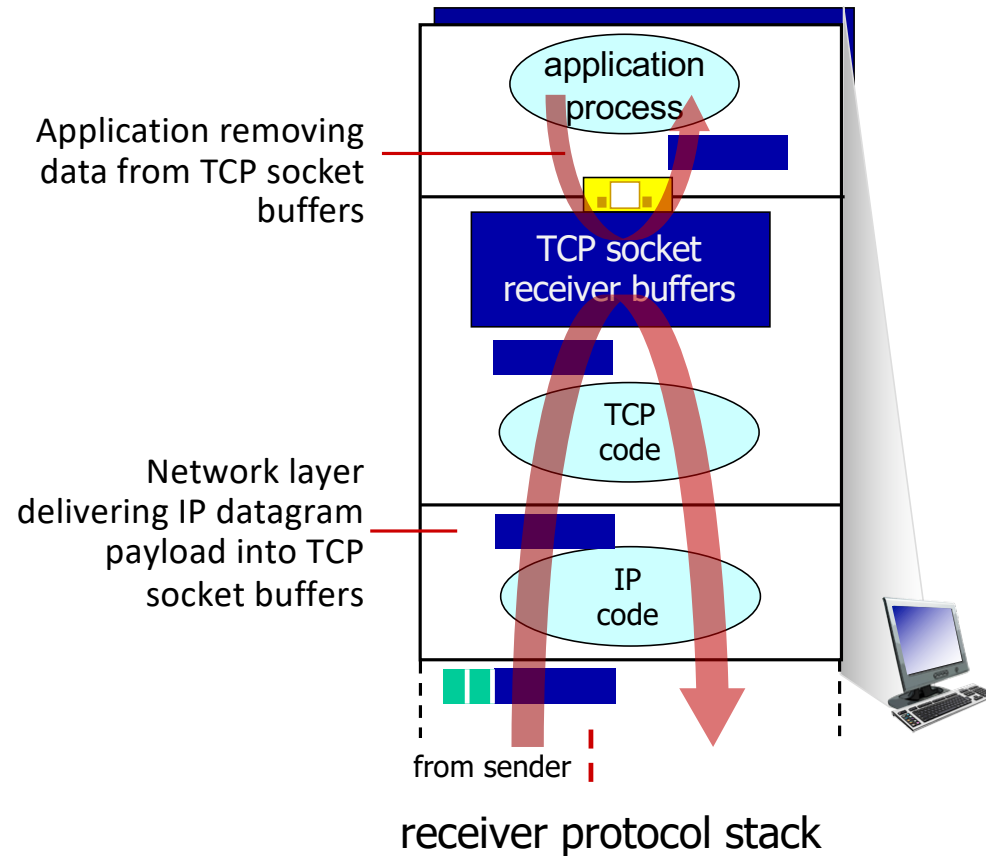 application
process
Application removing
data from TCP socket
buffers
TCP socket
receiver buffers
TCP
code
Network layer
delivering IP datagram
payload into TCP
socket buffers
IP
code
from sender
receiver protocol stack